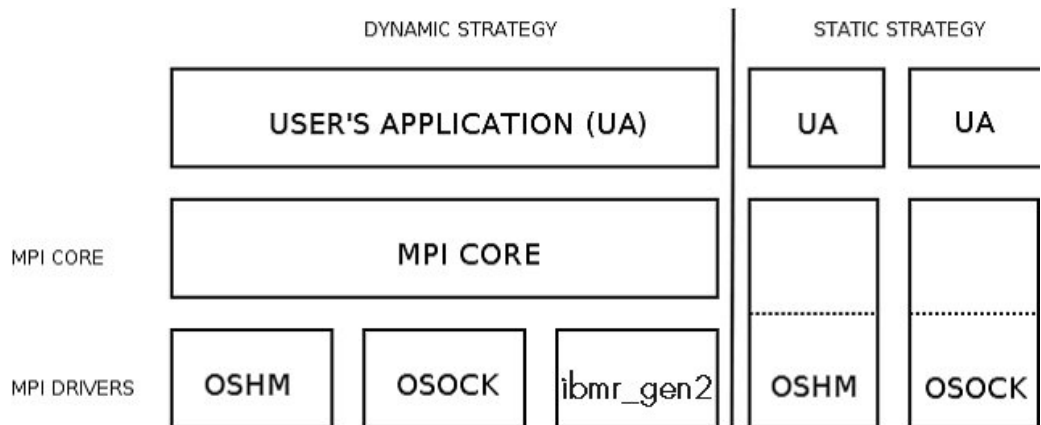 DYNAMIC STRATEGY
STATIC STRATEGY
USER'S APPLICATION (UA)
UA
UA
MPI CORE
MPI CORE
MPI DRIVERS
OSHM
OSOCK
ibmr_gen2
OSHM
OSOCK